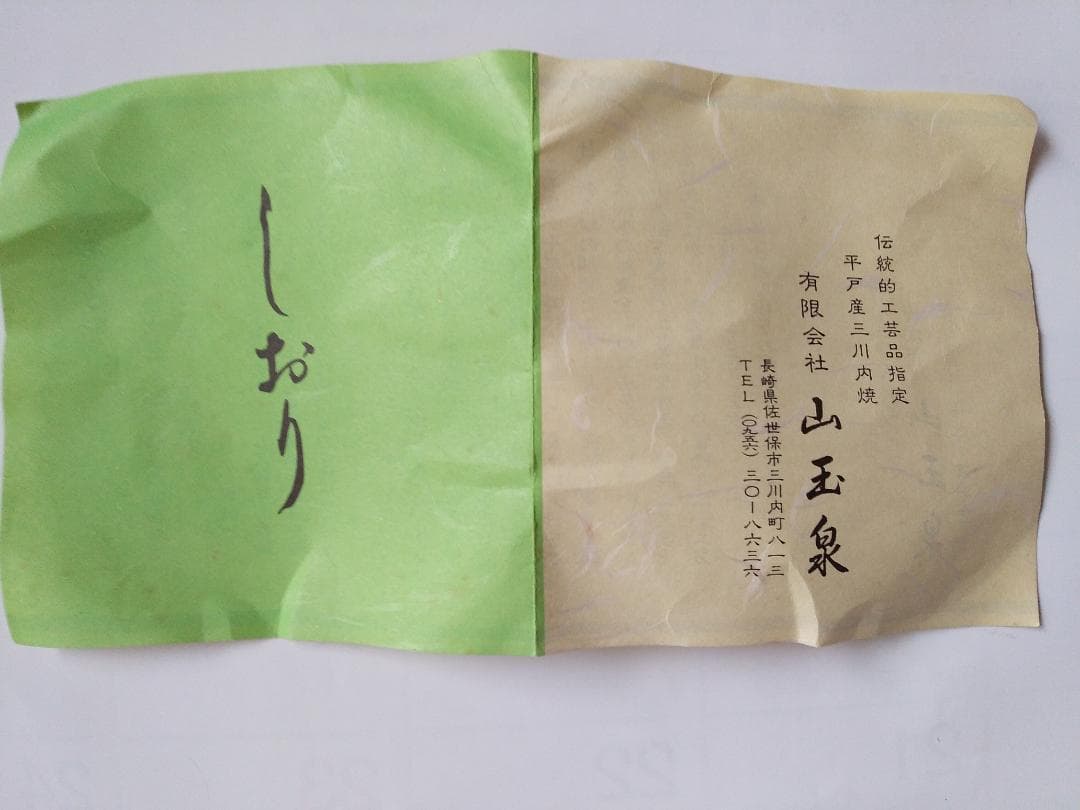 伝統的工芸品指定
平戸産三川内焼
有限会社 山玉泉
長崎県佐世保市三川内町八一三
TEL(〇九五六)三〇ー八六三六
しおり